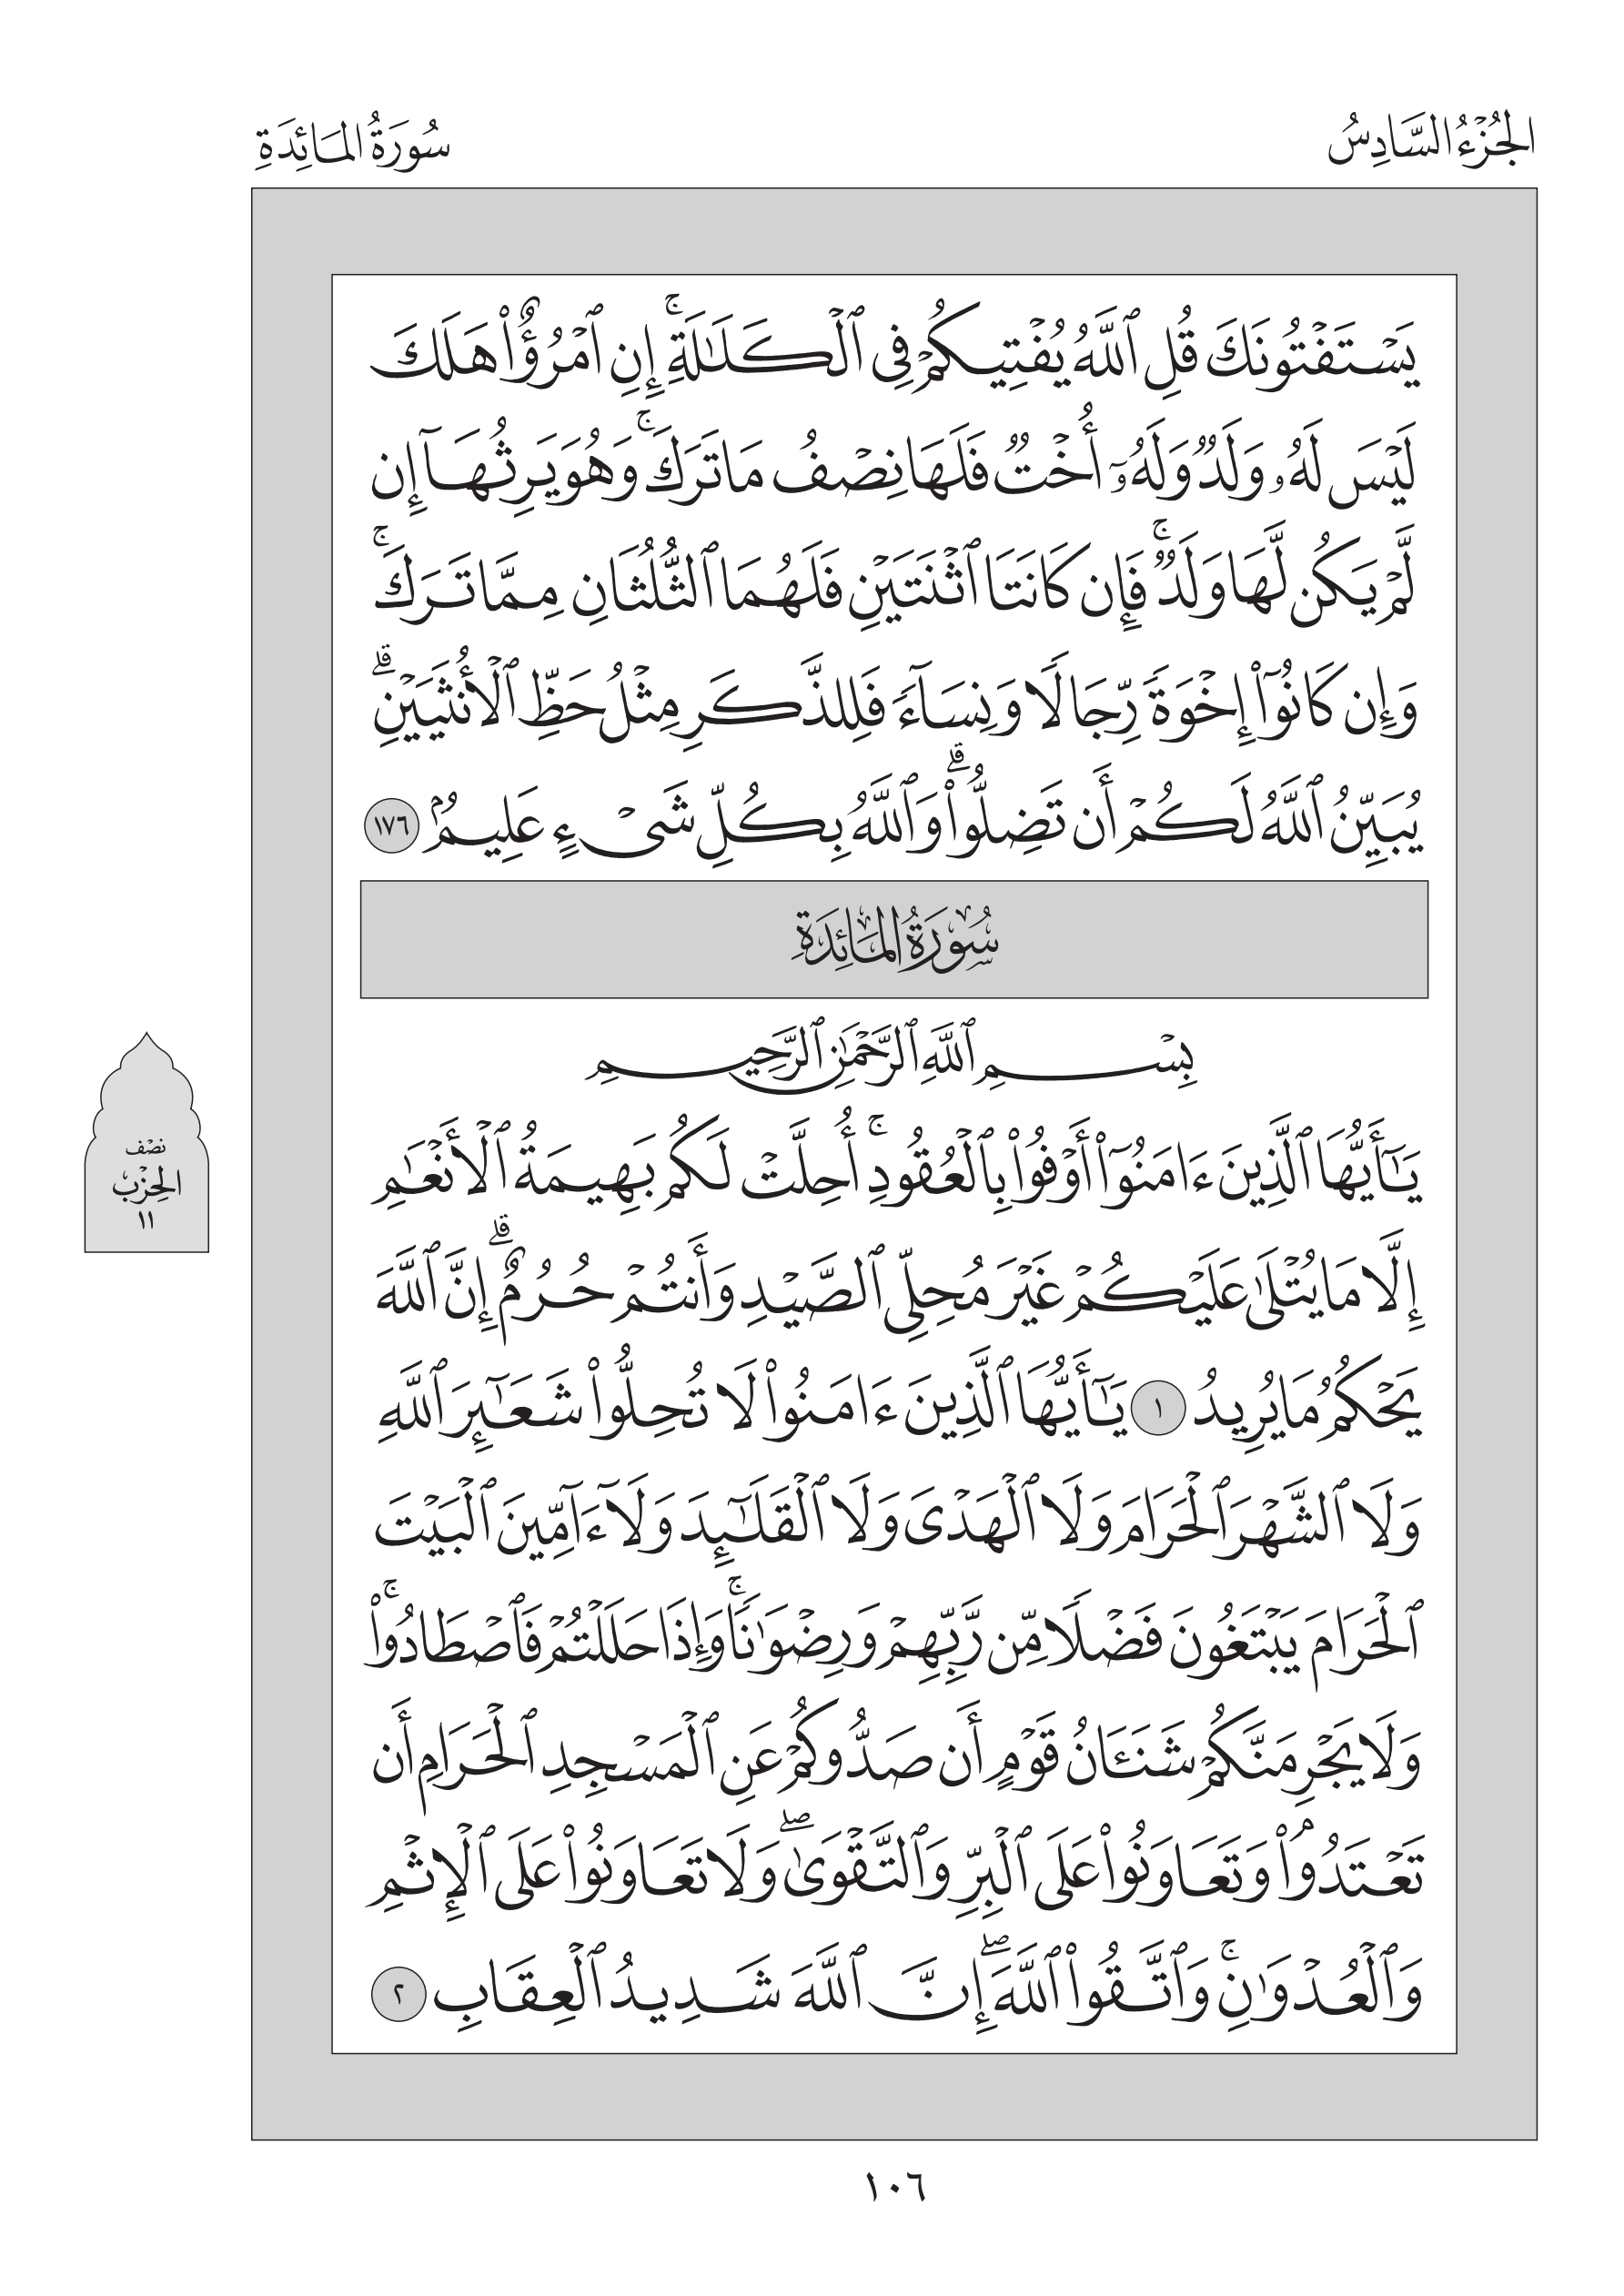 الجُزْءُ السَّادِسُ
سُورَةُ المَائِدَةِ
يَسۡتَفۡتُونَكَ قُلِ ٱللَّهُ يُفۡتِيكُمۡ فِي ٱلۡكَلَٰلَةِۚ إِنِ ٱمۡرُؤٌاْ هَلَكَ
لَيۡسَ لَهُۥ وَلَدٞ وَلَهُۥٓ أُخۡتٞ فَلَهَا نِصۡفُ مَا تَرَكَۚ وَهُوَ يَرِثُهَآ إِن
لَّمۡ يَكُن لَّهَا وَلَدٞۚ فَإِن كَانَتَا ٱثۡنَتَيۡنِ فَلَهُمَا ٱلثُّلُثَانِ مِمَّا تَرَكَۚ
وَإِن كَانُوٓاْ إِخۡوَةٗ رِّجَالٗا وَنِسَآءٗ فَلِلذَّكَرِ مِثۡلُ حَظِّ ٱلۡأُنثَيَيۡنِۗ
يُبَيِّنُ ٱللَّهُ لَكُمۡ أَن تَضِلُّواْۗ وَٱللَّهُ بِكُلِّ شَيۡءٍ عَلِيمُۢ ١٧٦
سُورَةُ المَائِدَةِ
بِسۡمِ ٱللَّهِ ٱلرَّحۡمَٰنِ ٱلرَّحِيمِ
يَٰٓأَيُّهَا ٱلَّذِينَ ءَامَنُوٓاْ أَوۡفُواْ بِٱلۡعُقُودِۚ أُحِلَّتۡ لَكُم بَهِيمَةُ ٱلۡأَنۡعَٰمِ
إِلَّا مَا يُتۡلَىٰ عَلَيۡكُمۡ غَيۡرَ مُحِلِّي ٱلصَّيۡدِ وَأَنتُمۡ حُرُمٌۗ إِنَّ ٱللَّهَ
يَحۡكُمُ مَا يُرِيدُ ١ يَٰٓأَيُّهَا ٱلَّذِينَ ءَامَنُواْ لَا تُحِلُّواْ شَعَٰٓئِرَ ٱللَّهِ
وَلَا ٱلشَّهۡرَ ٱلۡحَرَامَ وَلَا ٱلۡهَدۡيَ وَلَا ٱلۡقَلَٰٓئِدَ وَلَآ ءَآمِّينَ ٱلۡبَيۡتَ
ٱلۡحَرَامَ يَبۡتَغُونَ فَضۡلٗا مِّن رَّبِّهِمۡ وَرِضۡوَٰنٗاۚ وَإِذَا حَلَلۡتُمۡ فَٱصۡطَادُواْۚ
وَلَا يَجۡرِمَنَّكُمۡ شَنَـَٔانُ قَوۡمٍ أَن صَدُّوكُمۡ عَنِ ٱلۡمَسۡجِدِ ٱلۡحَرَامِ أَن
تَعۡتَدُواْۘ وَتَعَاوَنُواْ عَلَى ٱلۡبِرِّ وَٱلتَّقۡوَىٰۖ وَلَا تَعَاوَنُواْ عَلَى ٱلۡإِثۡمِ
وَٱلۡعُدۡوَٰنِۚ وَٱتَّقُواْ ٱللَّهَۖ إِنَّ ٱللَّهَ شَدِيدُ ٱلۡعِقَابِ ٢
نصۡف
الحِزۡب
١١
١٠٦